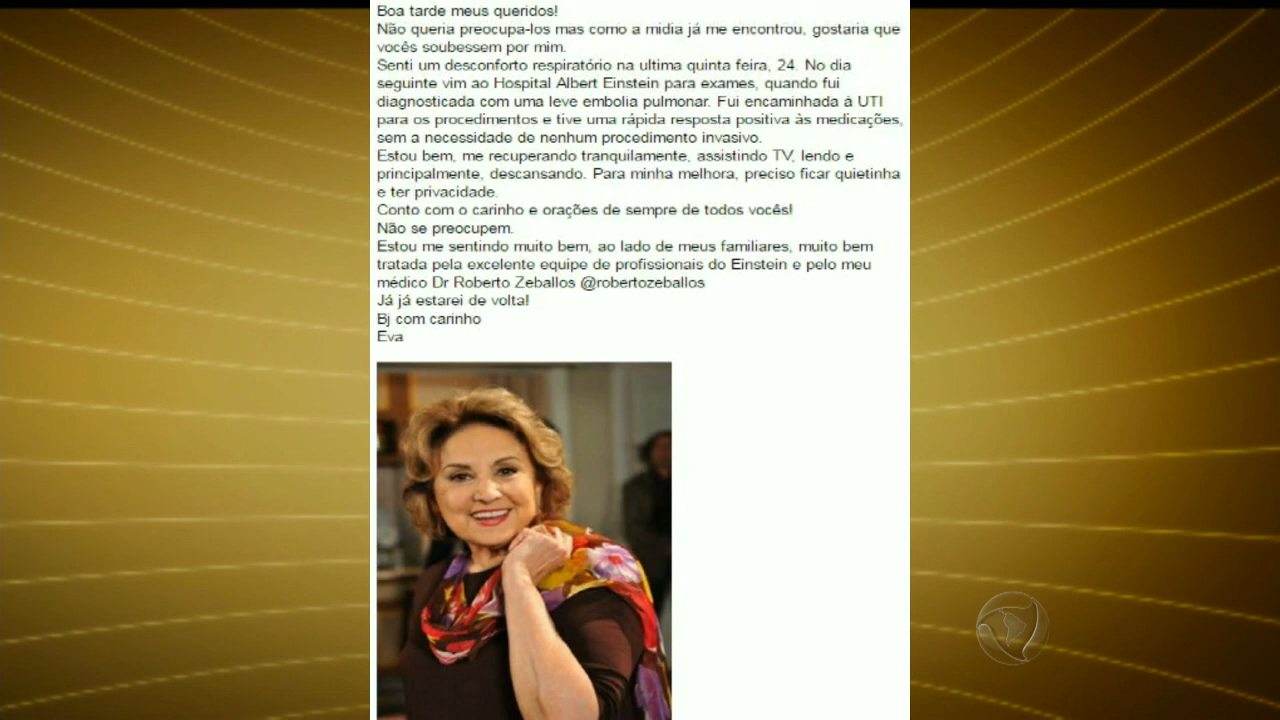 Boa tarde meus queridos!
Não queria preocupa-los mas como a midia já me encontrou, gostaria que
vocês soubessem por mim.
Senti um desconforto respiratório na ultima quinta feira, 24. No dia
seguinte vim ao Hospital Albert Einstein para exames, quando fui
diagnosticada com uma leve embolia pulmonar. Fui encaminhada à UTI
para os procedimentos e tive uma rápida resposta positiva às medicações,
sem a necessidade de nenhum procedimento invasivo.
Estou bem, me recuperando tranquilamente, assistindo TV, lendo e
principalmente, descansando. Para minha melhora, preciso ficar quietinha
e ter privacidade.
Conto com o carinho e orações de sempre de todos vocês!
Não se preocupem.
Estou me sentindo muito bem, ao lado de meus familiares, muito bem
tratada pela excelente equipe de profissionais do Einstein e pelo meu
médico Dr Roberto Zeballos @robertozeballos
Já já estarei de volta!
Bj com carinho
Eva